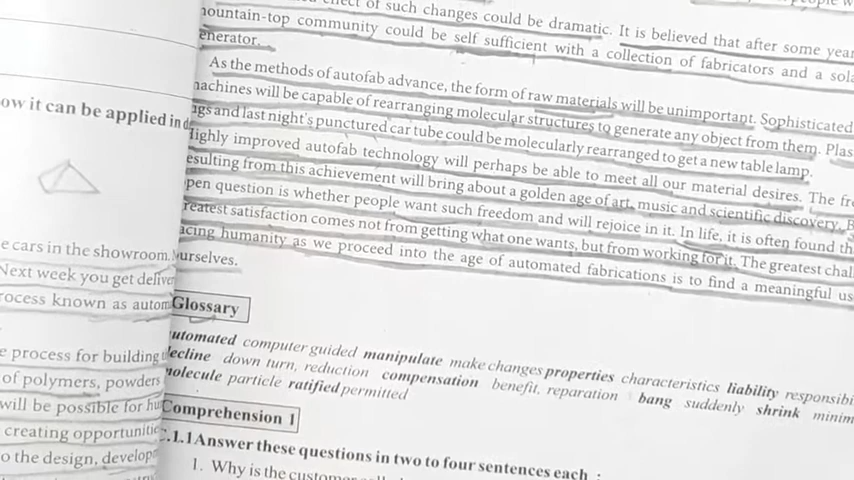 ow it can be applied in
e cars in the showroom.
Next week you get deliver
rocess known as autom
e process for building
of polymers, powders
will be possible for hu
creating opportunitie
o the design, develop
effect of such changes could be dramatic. It is believed that after some year
mountain-top community could be self sufficient with a collection of fabricators and a sola
enerator.
As the methods of autofab advance, the form of raw materials will be unimportant. Sophisticated
machines will be capable of rearranging molecular structures to generate any object from them. Plas
ags and last night's punctured car tube could be molecularly rearranged to get a new table lamp.
Highly improved autofab technology will perhaps be able to meet all our material desires. The fre
esulting from this achievement will bring about a golden age of art, music and scientific discovery. B
pen question is whether people want such freedom and will rejoice in it. In life, it is often found th
reatest satisfaction comes not from getting what one wants, but from working for it. The greatest chal
acing humanity as we proceed into the age of automated fabrications is to find a meaningful us
urselves.
Glossary
automated computer guided manipulate make changes properties characteristics liability responsibi
decline down turn, reduction compensation benefit, reparation bang suddenly shrink minim
molecule particle ratified permitted
Comprehension 1
C.1.1 Answer these questions in two to four sentences each :
1. Why is the customer